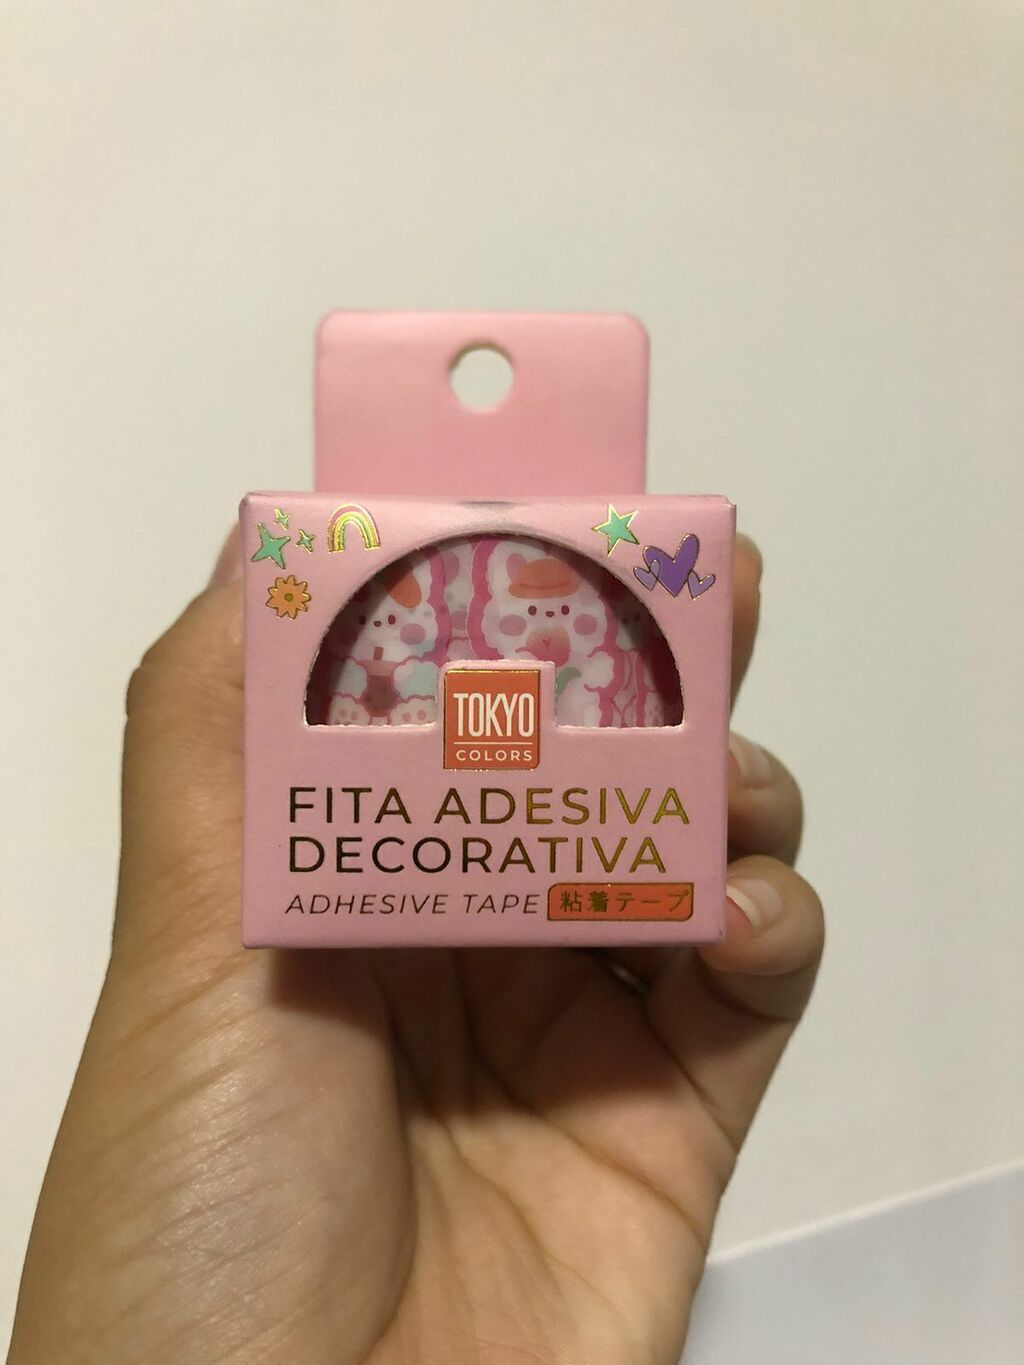 TOKYO
COLORS
FITA ADESIVA
DECORATIVA
ADHESIVE TAPE 粘着テープ